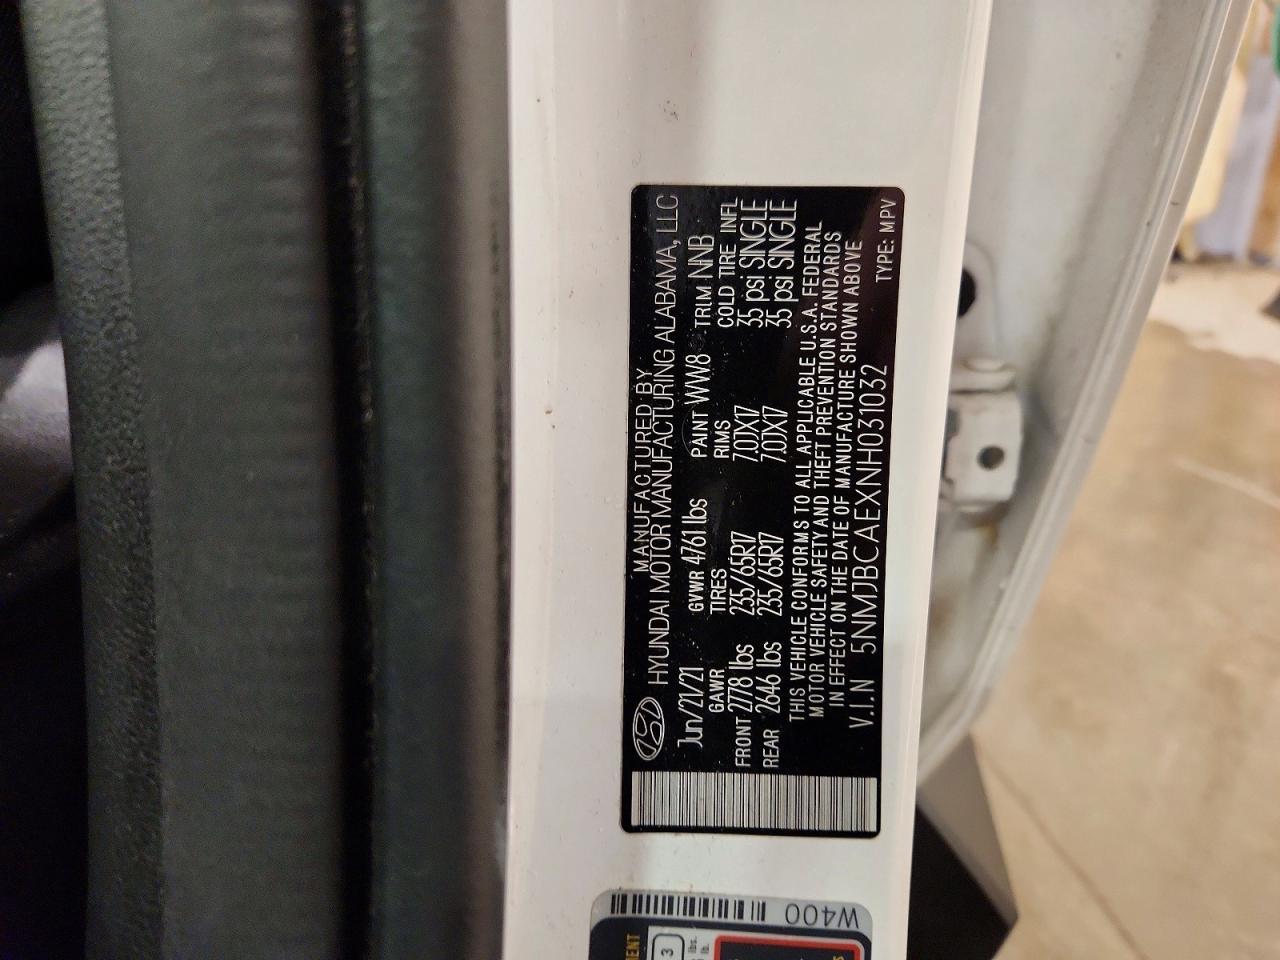 MANUFACTURED BY
HYUNDAI MOTOR MANUFACTURING ALABAMA, LLC
Jun/21/21 GVWR 4761 lbs PAINT WW8 TRIM NNB
GAWR TIRES RIMS COLD TIRE INFL
FRONT 2778 lbs 235/65R17 7.0JX17 35 psi SINGLE
REAR 2646 lbs 235/65R17 7.0JX17 35 psi SINGLE
THIS VEHICLE CONFORMS TO ALL APPLICABLE U.S.A. FEDERAL
MOTOR VEHICLE SAFETY AND THEFT PREVENTION STANDARDS
IN EFFECT ON THE DATE OF MANUFACTURE SHOWN ABOVE
V.I.N 5NMJBCAEXNH031032 TYPE: MPV
W400
3
lbs.
lb.